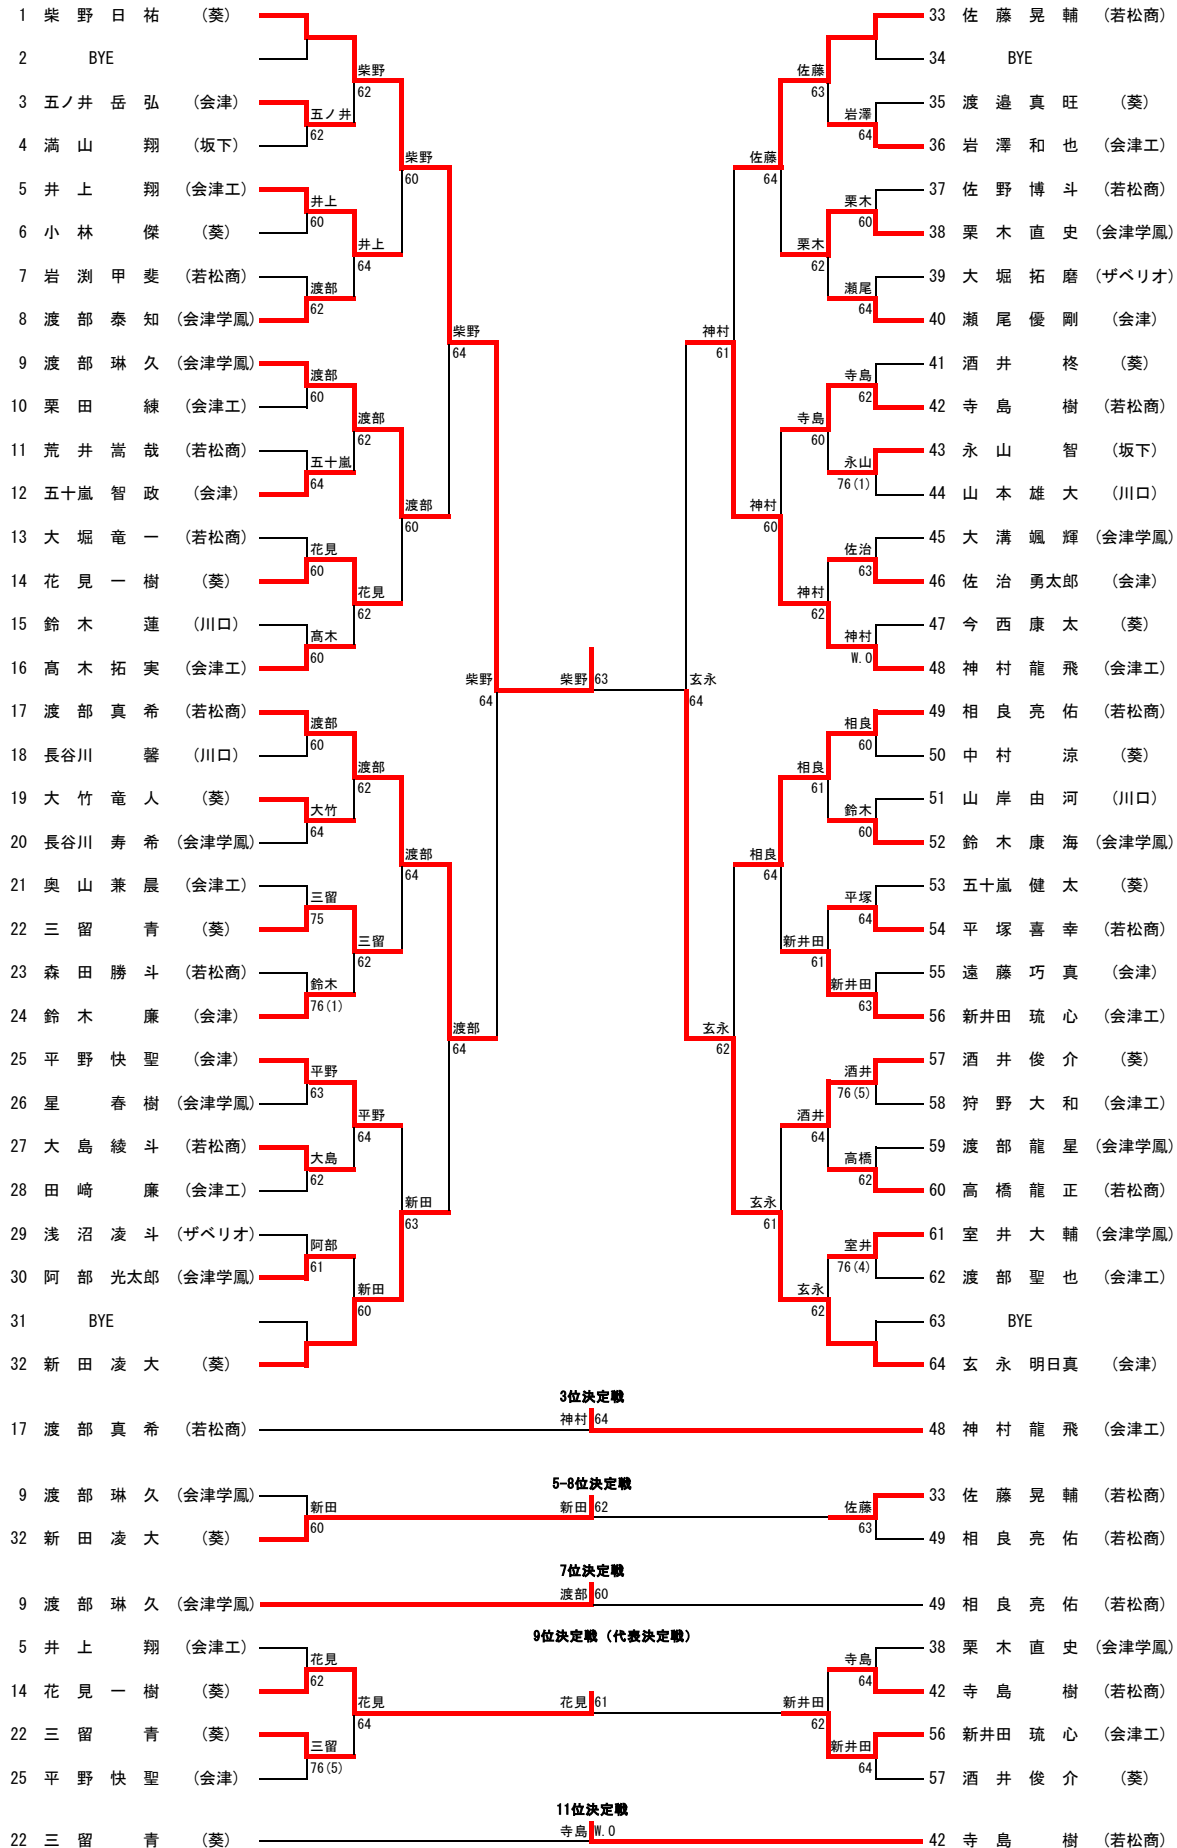 1 柴 野 日 祐 (葵)
2 BYE
3 五ノ井 岳 弘 (会津)
4 満 山 翔 (坂下)
5 井 上 翔 (会津工)
6 小 林 傑 (葵)
7 岩 渕 甲 斐 (若松商)
8 渡 部 泰 知 (会津学鳳)
9 渡 部 琳 久 (会津学鳳)
10 栗 田 練 (会津工)
11 荒 井 嵩 哉 (若松商)
12 五十嵐 智 政 (会津)
13 大 堀 竜 一 (若松商)
14 花 見 一 樹 (葵)
15 鈴 木 蓮 (川口)
16 髙 木 拓 実 (会津工)
17 渡 部 真 希 (若松商)
18 長谷川 馨 (川口)
19 大 竹 竜 人 (葵)
20 長谷川 寿 希 (会津学鳳)
21 奥 山 兼 晨 (会津工)
22 三 留 青 (葵)
23 森 田 勝 斗 (若松商)
24 鈴 木 廉 (会津)
25 平 野 快 聖 (会津)
26 星 春 樹 (会津学鳳)
27 大 島 綾 斗 (若松商)
28 田 﨑 廉 (会津工)
29 浅 沼 凌 斗 (ザベリオ)
30 阿 部 光太郎 (会津学鳳)
31 BYE
32 新 田 凌 大 (葵)
五ノ井
62
井上
60
渡部
62
渡部
60
五十嵐
64
花見
60
髙木
60
渡部
60
大竹
64
三留
75
鈴木
76(1)
平野
63
大島
62
阿部
61
柴野
62
井上
64
渡部
62
花見
62
渡部
62
三留
62
平野
64
新田
60
柴野
60
渡部
60
渡部
64
新田
63
柴野
64
渡部
64
柴野
64
柴野 63
玄永
64
神村
61
玄永
62
佐藤
64
神村
60
相良
64
玄永
61
佐藤
63
栗木
62
寺島
60
神村
62
相良
61
新井田
61
酒井
64
玄永
62
岩澤
64
栗木
60
瀬尾
64
寺島
62
永山
76(1)
佐治
63
神村
W.O
相良
60
鈴木
60
平塚
64
新井田
63
酒井
76(5)
高橋
62
室井
76(4)
33 佐 藤 晃 輔 (若松商)
34 BYE
35 渡 邉 真 旺 (葵)
36 岩 澤 和 也 (会津工)
37 佐 野 博 斗 (若松商)
38 栗 木 直 史 (会津学鳳)
39 大 堀 拓 磨 (ザベリオ)
40 瀬 尾 優 剛 (会津)
41 酒 井 柊 (葵)
42 寺 島 樹 (若松商)
43 永 山 智 (坂下)
44 山 本 雄 大 (川口)
45 大 溝 颯 輝 (会津学鳳)
46 佐 治 勇太郎 (会津)
47 今 西 康 太 (葵)
48 神 村 龍 飛 (会津工)
49 相 良 亮 佑 (若松商)
50 中 村 涼 (葵)
51 山 岸 由 河 (川口)
52 鈴 木 康 海 (会津学鳳)
53 五十嵐 健 太 (葵)
54 平 塚 喜 幸 (若松商)
55 遠 藤 巧 真 (会津)
56 新井田 琉 心 (会津工)
57 酒 井 俊 介 (葵)
58 狩 野 大 和 (会津工)
59 渡 部 龍 星 (会津学鳳)
60 高 橋 龍 正 (若松商)
61 室 井 大 輔 (会津学鳳)
62 渡 部 聖 也 (会津工)
63 BYE
64 玄 永 明日真 (会津)
3位決定戦
17 渡 部 真 希 (若松商) 神村 64 48 神 村 龍 飛 (会津工)
5-8位決定戦
9 渡 部 琳 久 (会津学鳳)
32 新 田 凌 大 (葵)
新田
60
新田 62
佐藤
63
33 佐 藤 晃 輔 (若松商)
49 相 良 亮 佑 (若松商)
7位決定戦
9 渡 部 琳 久 (会津学鳳) 渡部 60 49 相 良 亮 佑 (若松商)
9位決定戦(代表決定戦)
5 井 上 翔 (会津工)
14 花 見 一 樹 (葵)
22 三 留 青 (葵)
25 平 野 快 聖 (会津)
花見
62
三留
76(5)
花見
64
花見 61
新井田
62
寺島
64
新井田
64
38 栗 木 直 史 (会津学鳳)
42 寺 島 樹 (若松商)
56 新井田 琉 心 (会津工)
57 酒 井 俊 介 (葵)
11位決定戦
22 三 留 青 (葵) 寺島 W.O 42 寺 島 樹 (若松商)